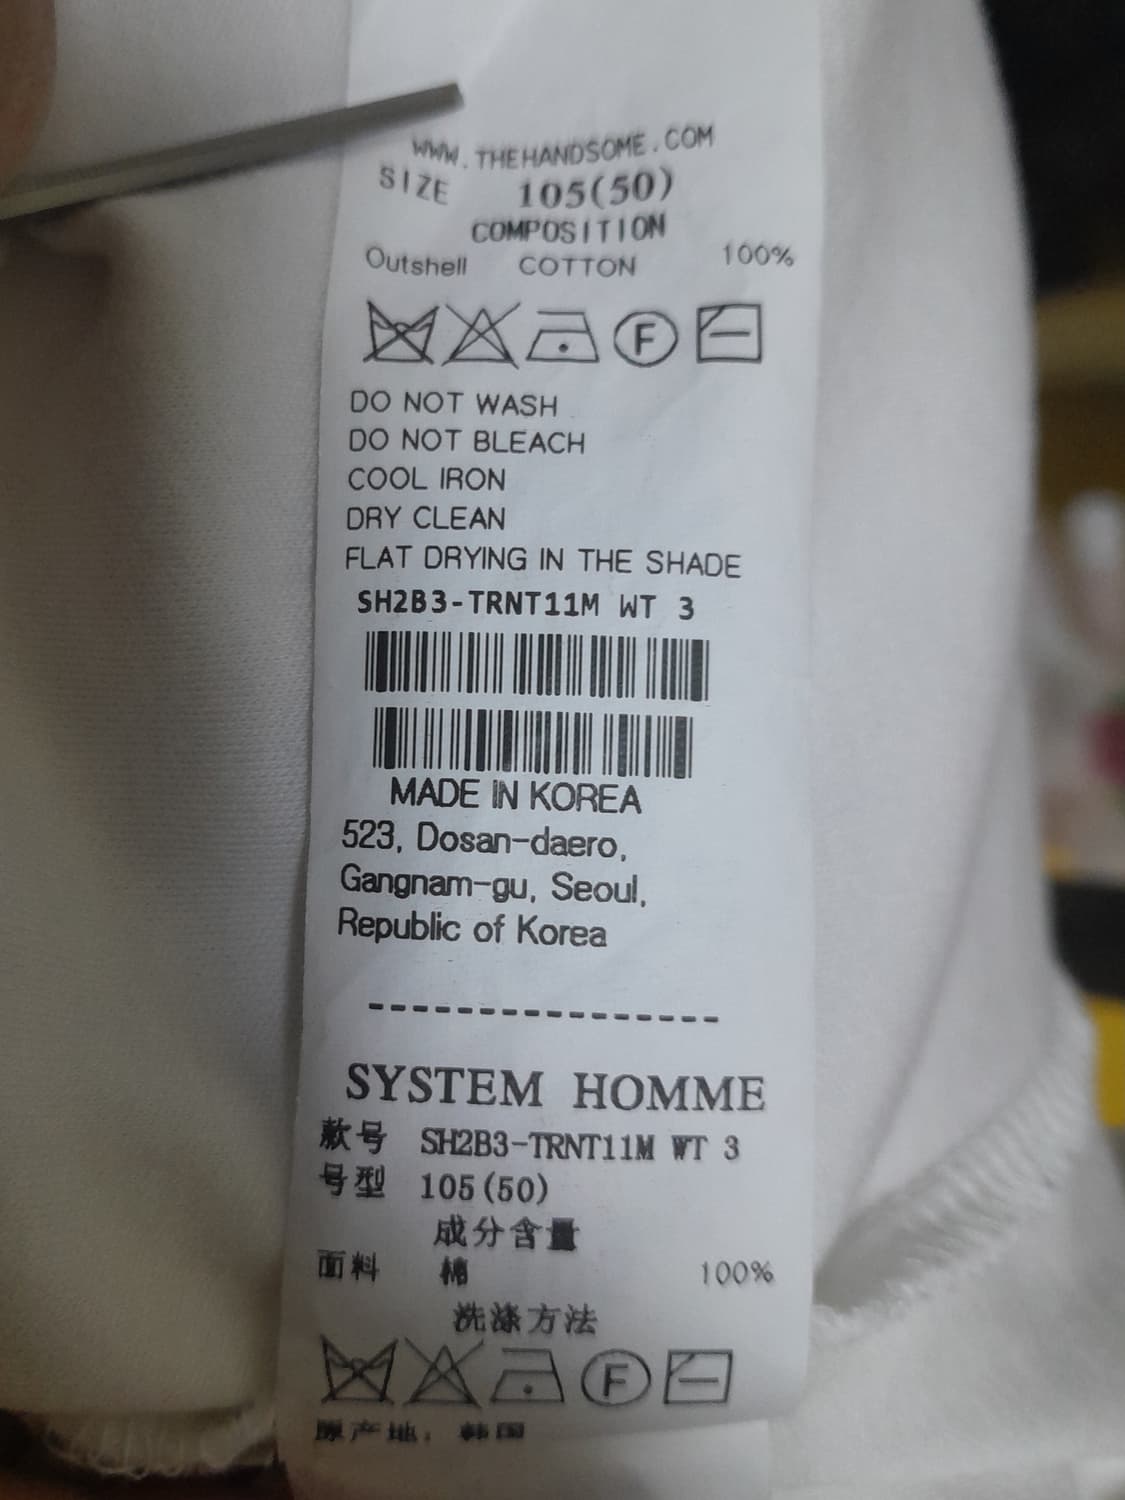 WWW.THEHANDSOME.COM
SIZE 105(50)
COMPOSITION
Outshell COTTON 100%
F
DO NOT WASH
DO NOT BLEACH
COOL IRON
DRY CLEAN
FLAT DRYING IN THE SHADE
SH2B3-TRNT11M WT 3
MADE IN KOREA
523, Dosan-daero,
Gangnam-gu, Seoul,
Republic of Korea
----------------
SYSTEM HOMME
款号 SH2B3-TRNT11M WT 3
号型 105(50)
成分含量
面料 棉 100%
洗涤方法
F
原产地: 韩国